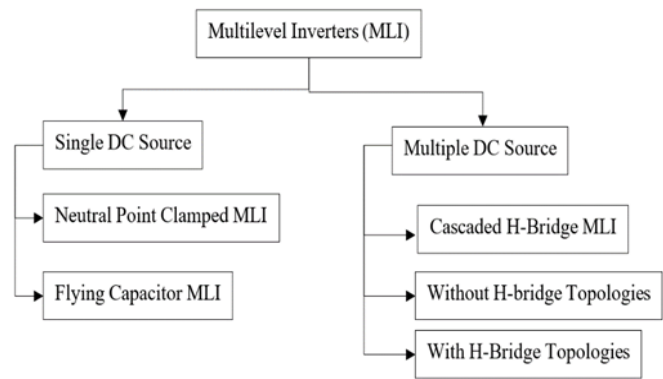 Multilevel Inverters (MLI)
Single DC Source
Neutral Point Clamped MLI
Flying Capacitor MLI
Multiple DC Source
Cascaded H-Bridge MLI
Without H-bridge Topologies
With H-Bridge Topologies